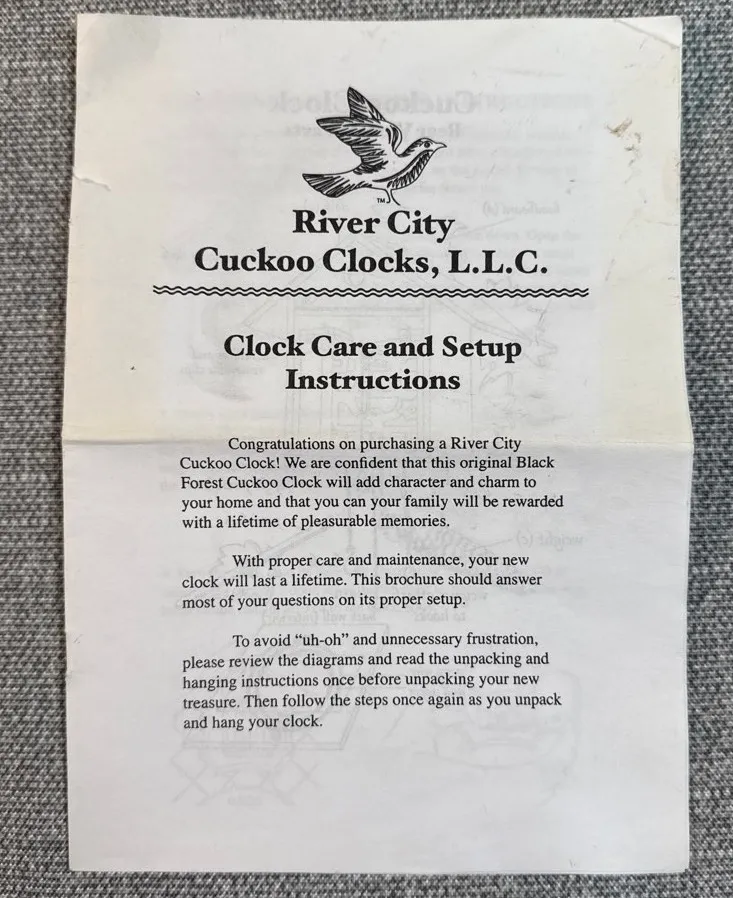 TM
River City
Cuckoo Clocks, L.L.C.
Clock Care and Setup
Instructions
Congratulations on purchasing a River City
Cuckoo Clock! We are confident that this original Black
Forest Cuckoo Clock will add character and charm to
your home and that you can your family will be rewarded
with a lifetime of pleasurable memories.
With proper care and maintenance, your new
clock will last a lifetime. This brochure should answer
most of your questions on its proper setup.
To avoid “uh-oh” and unnecessary frustration,
please review the diagrams and read the unpacking and
hanging instructions once before unpacking your new
treasure. Then follow the steps once again as you unpack
and hang your clock.